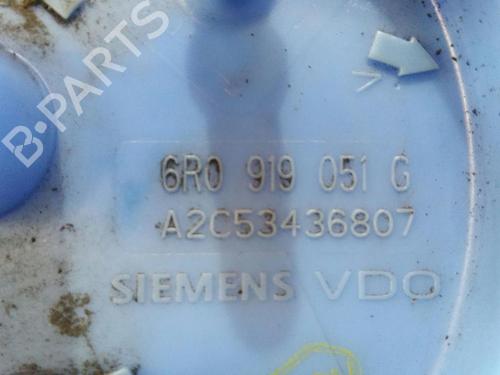 B-PARTS
6R0 919 051 G
A2C53436807
SIEMENS VDO